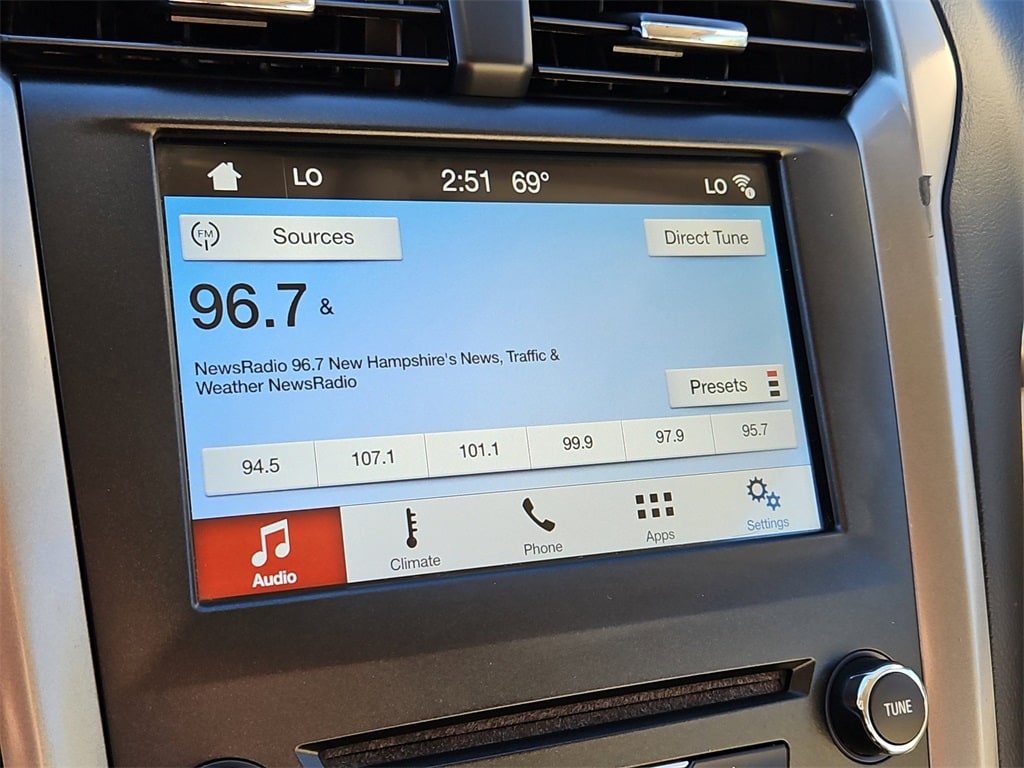 LO 2:51 69° LO
FM Sources Direct Tune
96.7 &
NewsRadio 96.7 New Hampshire's News, Traffic &
Weather NewsRadio
Presets
94.5 107.1 101.1 99.9 97.9 95.7
Audio Climate Phone Apps Settings
TUNE